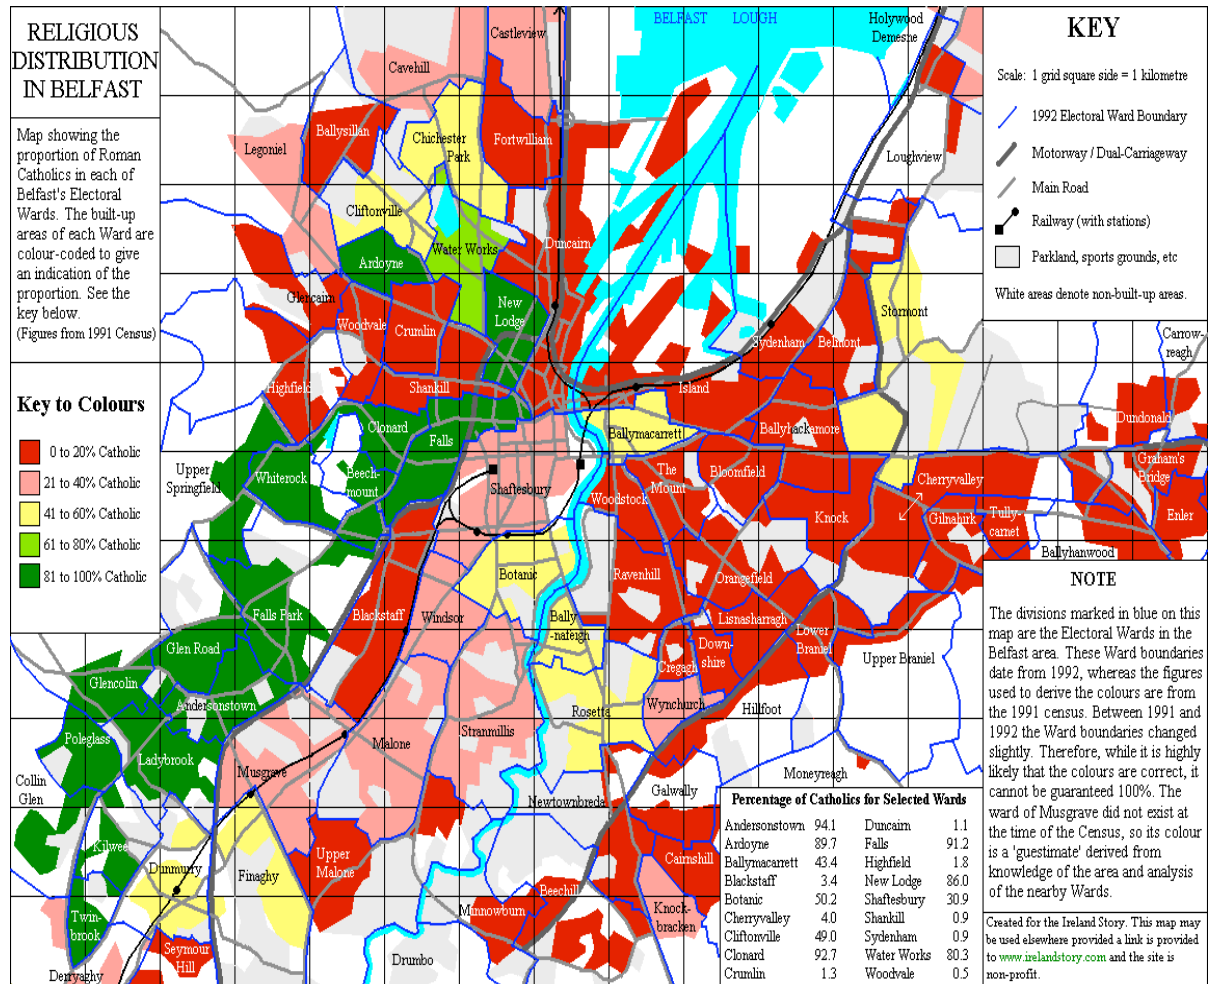 RELIGIOUS
DISTRIBUTION
IN BELFAST
Map showing the
proportion of Roman
Catholics in each of
Belfast's Electoral
Wards. The built-up
areas of each Ward are
colour-coded to give
an indication of the
proportion. See the
key below.
(Figures from 1991 Census)
Key to Colours
0 to 20% Catholic
21 to 40% Catholic
41 to 60% Catholic
61 to 80% Catholic
81 to 100% Catholic
BELFAST LOUGH
Holywood
Demesne
Castleview
Cavehill
Ballysillan
Legoniel
Chichester
Park
Fortwilliam
Loughview
Cliftonville
Water Works
Duncairn
Ardoyne
New
Lodge
Glencairn
Woodvale
Crumlin
Stormont
Sydenham
Belmont
Highfield
Shankill
Island
Clonard
Falls
Ballymacarrett
Ballyhackamore
Upper
Springfield
Whiterock
Beech-
mount
Shaftesbury
Woodstock
The
Mount
Bloomfield
Knock
Cherryvalley
Gilnahirk
Tully-
carnet
Carrow-
reagh
Dundonald
Graham's
Bridge
Enler
Ballyhanwood
Botanic
Ravenhill
Orangefield
Falls Park
Blackstaff
Windsor
Bally
-nafeigh
Lisnasharragh
Glen Road
Cregagh
Down-
shire
Lower
Braniel
Upper Braniel
Glencolin
Andersonstown
Rosetta
Wynchurch
Hillfoot
Poleglass
Ladybrook
Malone
Stranmillis
Collin
Glen
Musgrave
Moneyreagh
Newtownbreda
Galwally
Kilwee
Dunmurry
Finaghy
Upper
Malone
Cairnshill
Beechill
Twin-
brook
Minnowburn
Knock-
bracken
Seymour
Hill
Derryaghy
Drumbo
KEY
Scale: 1 grid square side = 1 kilometre
1992 Electoral Ward Boundary
Motorway / Dual-Carriageway
Main Road
Railway (with stations)
Parkland, sports grounds, etc
White areas denote non-built-up areas.
NOTE
The divisions marked in blue on this
map are the Electoral Wards in the
Belfast area. These Ward boundaries
date from 1992, whereas the figures
used to derive the colours are from
the 1991 census. Between 1991 and
1992 the Ward boundaries changed
slightly. Therefore, while it is highly
likely that the colours are correct, it
cannot be guaranteed 100%. The
ward of Musgrave did not exist at
the time of the Census, so its colour
is a 'guestimate' derived from
knowledge of the area and analysis
of the nearby Wards.
Created for the Ireland Story. This map may
be used elsewhere provided a link is provided
to www.irelandstory.com and the site is
non-profit.
Percentage of Catholics for Selected Wards
Andersonstown 94.1 Duncairn 1.1
Ardoyne 89.7 Falls 91.2
Ballymacarett 43.4 Highfield 1.8
Blackstaff 3.4 New Lodge 86.0
Botanic 50.2 Shaftesbury 30.9
Cherryvalley 4.0 Shankill 0.9
Cliftonville 49.0 Sydenham 0.9
Clonard 92.7 Water Works 80.3
Crumlin 1.3 Woodvale 0.5